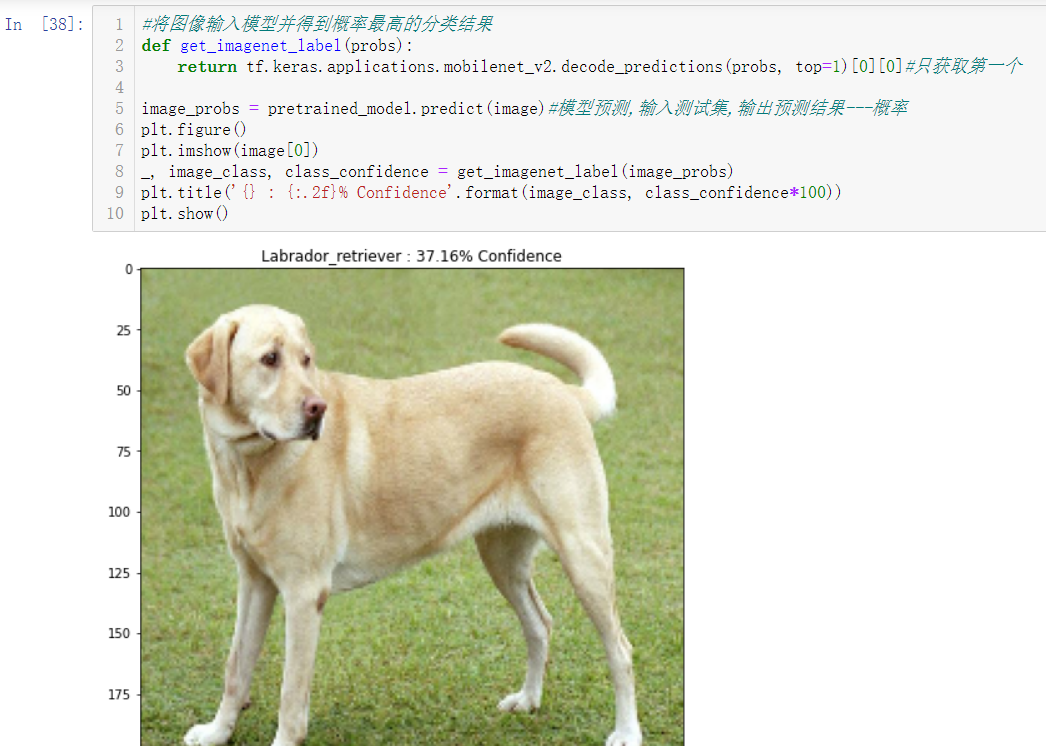 In [38]:
1 #将图像输入模型并得到概率最高的分类结果
2 def get_imagenet_label(probs):
3 return tf.keras.applications.mobilenet_v2.decode_predictions(probs, top=1)[0][0]#只获取第一个
4
5 image_probs = pretrained_model.predict(image)#模型预测,输入测试集,输出预测结果---概率
6 plt.figure()
7 plt.imshow(image[0])
8 _, image_class, class_confidence = get_imagenet_label(image_probs)
9 plt.title('{} : {:.2f}% Confidence'.format(image_class, class_confidence*100))
10 plt.show()
Labrador_retriever : 37.16% Confidence
0
25
50
75
100
125
150
175